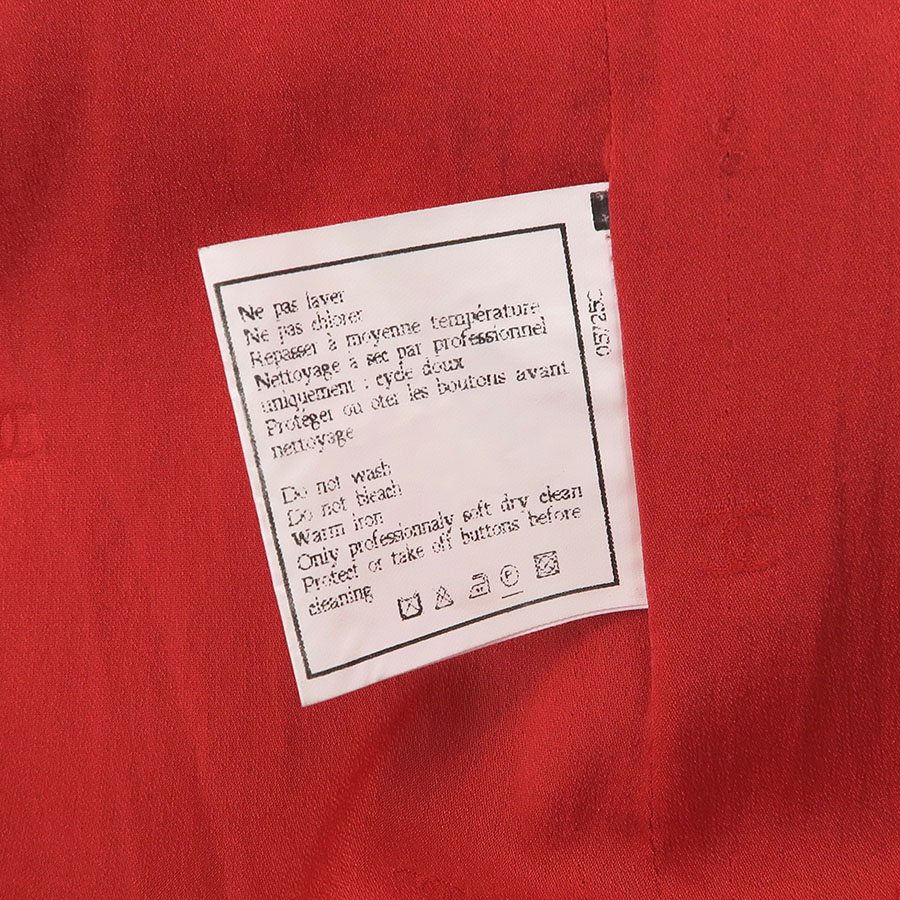 Ne pas laver
Ne pas chlorer
Repasser à moyenne température
Nettoyage à sec par professionnel
uniquement : cycle doux
Protéger ou oter les boutons avant
nettoyage
Do not wash
Do not bleach
Warm iron
Only professionnaly soft dry clean
Protect or take off buttons before
cleaning
P